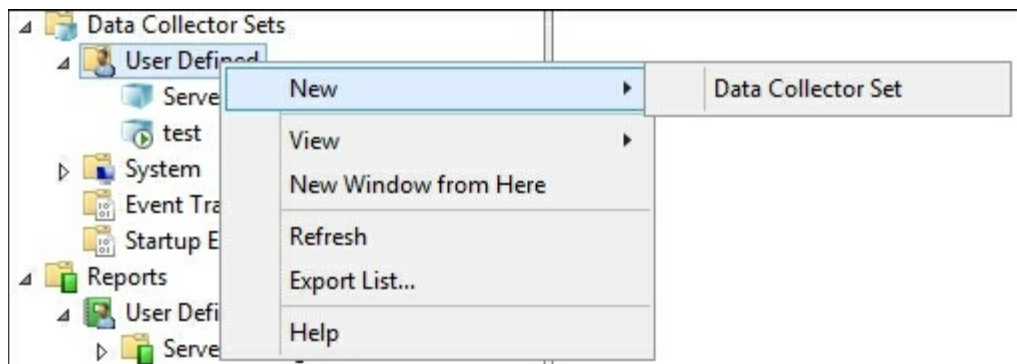 Data Collector Sets
User Defined
New
Data Collector Set
Serve
test
View
System
New Window from Here
Event Tra
Startup E
Refresh
Reports
Export List...
User Defi
Help
Serve